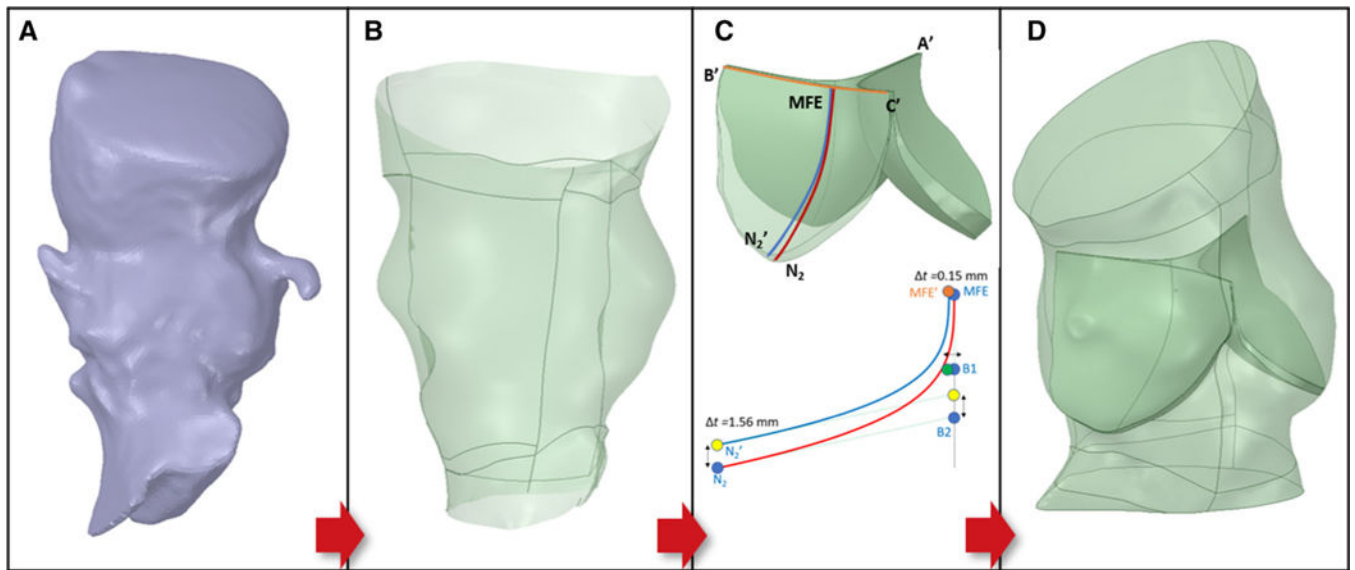 A
B
C
D
A’
B’
C’
MFE
N₂’
N₂
Δt =0.15 mm
MFE’
MFE
B1
Δt =1.56 mm
B2
N₂’
N₂